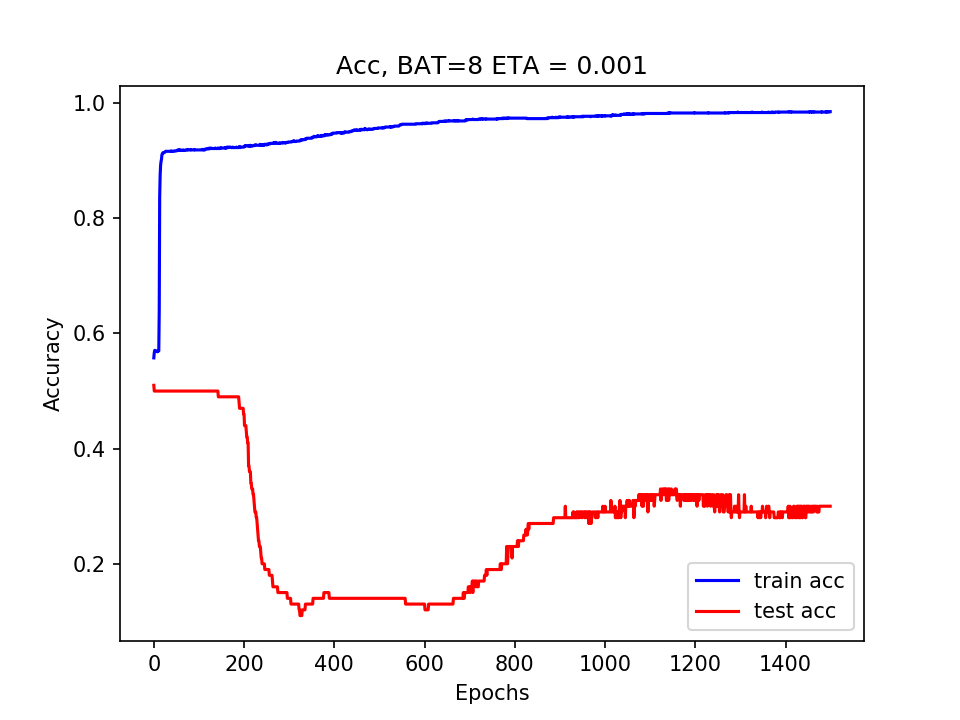 Acc, BAT=8 ETA = 0.001
Accuracy
1.0
0.8
0.6
0.4
0.2
0 200 400 600 800 1000 1200 1400
Epochs
train acc
test acc